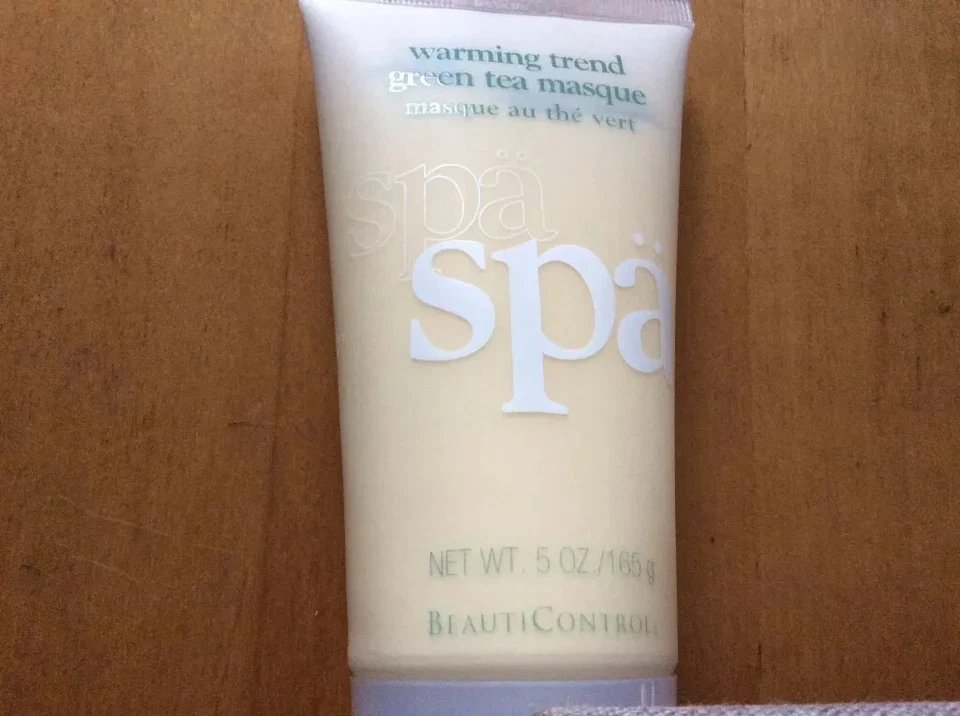 warming trend
green tea masque
masque au thé vert
spä
spä
NET WT. 5 OZ./165 g
BEAUTICONTROL